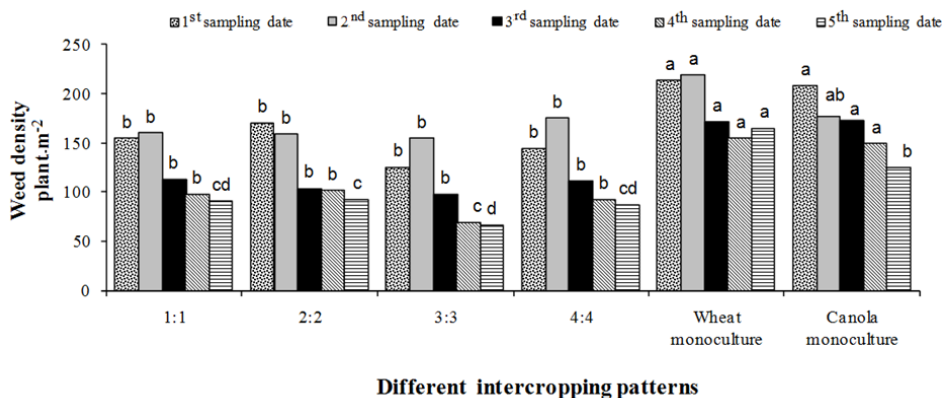 1st sampling date 2nd sampling date 3rd sampling date 4th sampling date 5th sampling date
Weed density
plant.m-2
250
200
150
100
50
0
b b b b cd
b b b b c
b b b c d
b b b b cd
a a a a a
a ab a a b
1:1 2:2 3:3 4:4 Wheat monoculture Canola monoculture
Different intercropping patterns